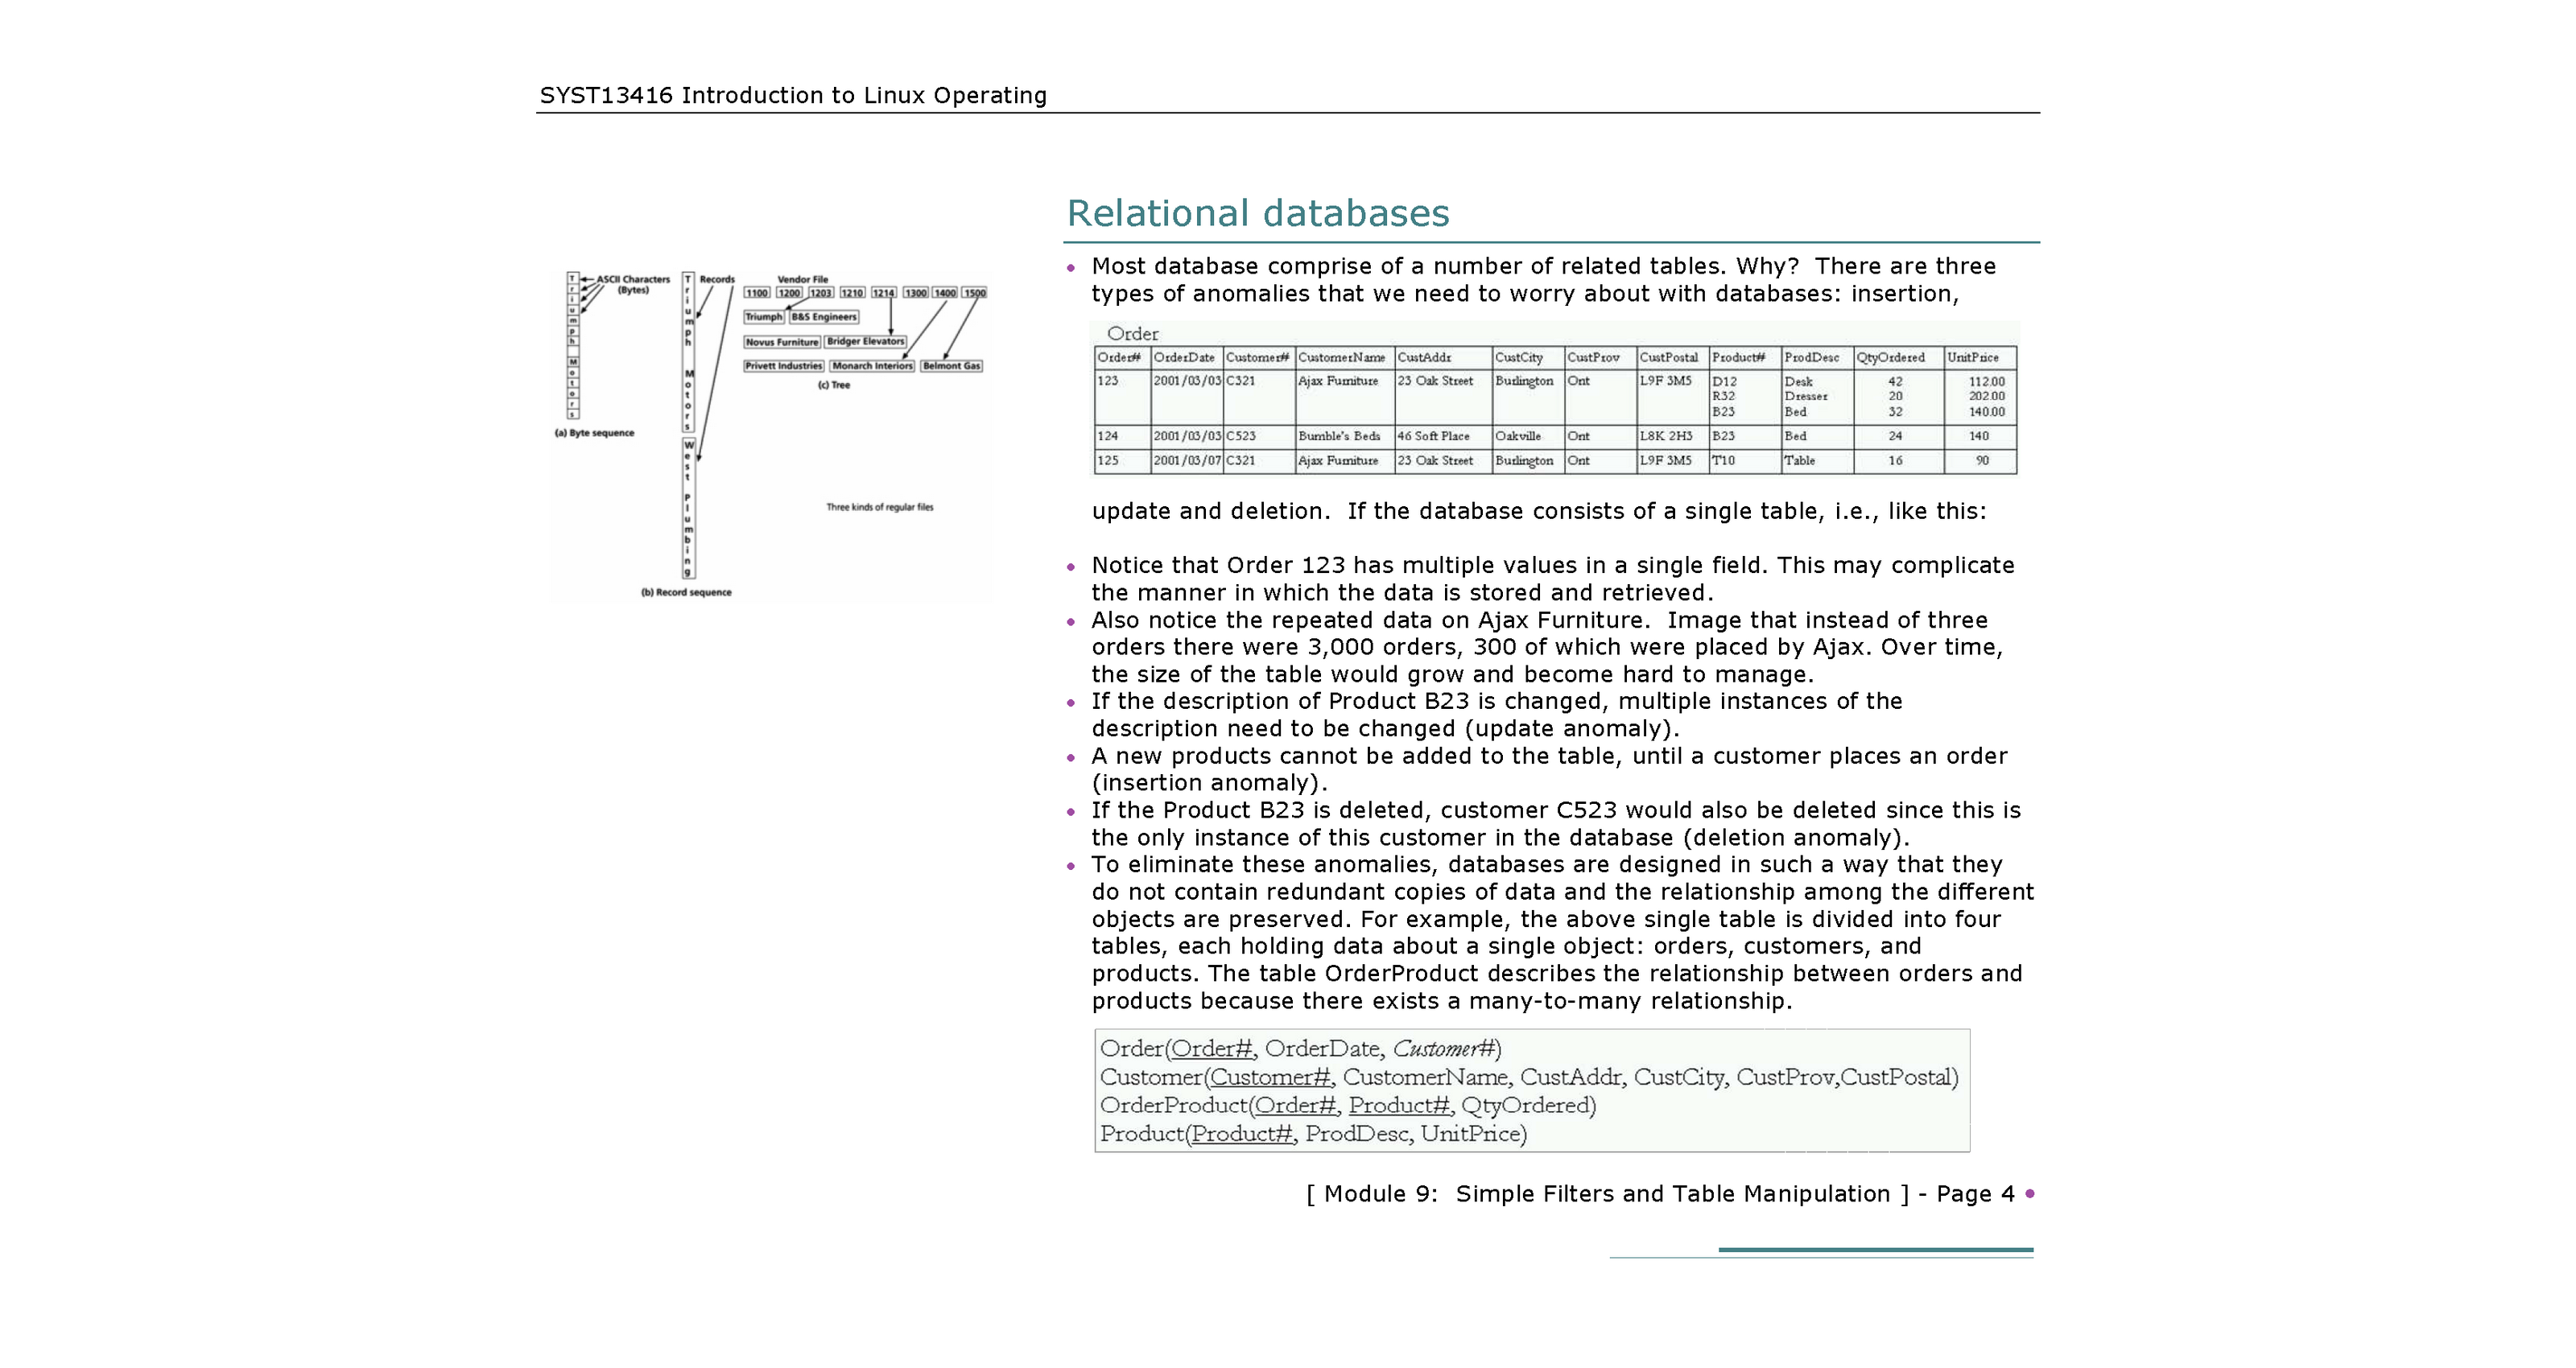 SYST13416 Introduction to Linux Operating
T r i u m p h M o t o r s
ASCII Characters
(Bytes)
(a) Byte sequence
T r i u m p h M o t o r s
W e s t P l u m b i n g
Records
(b) Record sequence
Vendor File
1100 1200 1203 1210 1214 1300 1400 1500
Triumph B&S Engineers
Novus Furniture Bridger Elevators
Privett Industries Monarch Interiors Belmont Gas
(c) Tree
Three kinds of regular files
Relational databases
• Most database comprise of a number of related tables. Why?  There are three
types of anomalies that we need to worry about with databases: insertion,
Order
Order# OrderDate Customer# CustomerName CustAddr CustCity CustProv CustPostal Product# ProdDesc QtyOrdered UnitPrice
123 2001/03/03 C321 Ajax Furniture 23 Oak Street Burlington Ont L9F 3M5 D12 Desk 42 112.00
R32 Dresser 20 202.00
B23 Bed 32 140.00
124 2001/03/03 C523 Bumble's Beds 46 Soft Place Oakville Ont L8K 2H3 B23 Bed 24 140
125 2001/03/07 C321 Ajax Furniture 23 Oak Street Burlington Ont L9F 3M5 T10 Table 16 90
update and deletion.  If the database consists of a single table, i.e., like this:
• Notice that Order 123 has multiple values in a single field. This may complicate
the manner in which the data is stored and retrieved.
• Also notice the repeated data on Ajax Furniture.  Image that instead of three
orders there were 3,000 orders, 300 of which were placed by Ajax. Over time,
the size of the table would grow and become hard to manage.
• If the description of Product B23 is changed, multiple instances of the
description need to be changed (update anomaly).
• A new products cannot be added to the table, until a customer places an order
(insertion anomaly).
• If the Product B23 is deleted, customer C523 would also be deleted since this is
the only instance of this customer in the database (deletion anomaly).
• To eliminate these anomalies, databases are designed in such a way that they
do not contain redundant copies of data and the relationship among the different
objects are preserved. For example, the above single table is divided into four
tables, each holding data about a single object: orders, customers, and
products. The table OrderProduct describes the relationship between orders and
products because there exists a many-to-many relationship.
Order(Order#, OrderDate, Customer#)
Customer(Customer#, CustomerName, CustAddr, CustCity, CustProv,CustPostal)
OrderProduct(Order#, Product#, QtyOrdered)
Product(Product#, ProdDesc, UnitPrice)
[ Module 9:  Simple Filters and Table Manipulation ] - Page 4 •